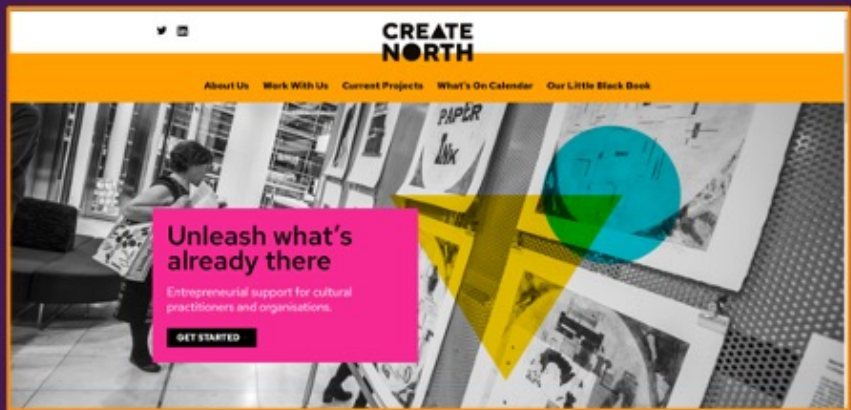 CREATE
NORTH
About Us Work With Us Current Projects What's On Calendar Our Little Black Book
PAPER
INK
Unleash what's
already there
Entrepreneurial support for cultural
practitioners and organisations.
GET STARTED